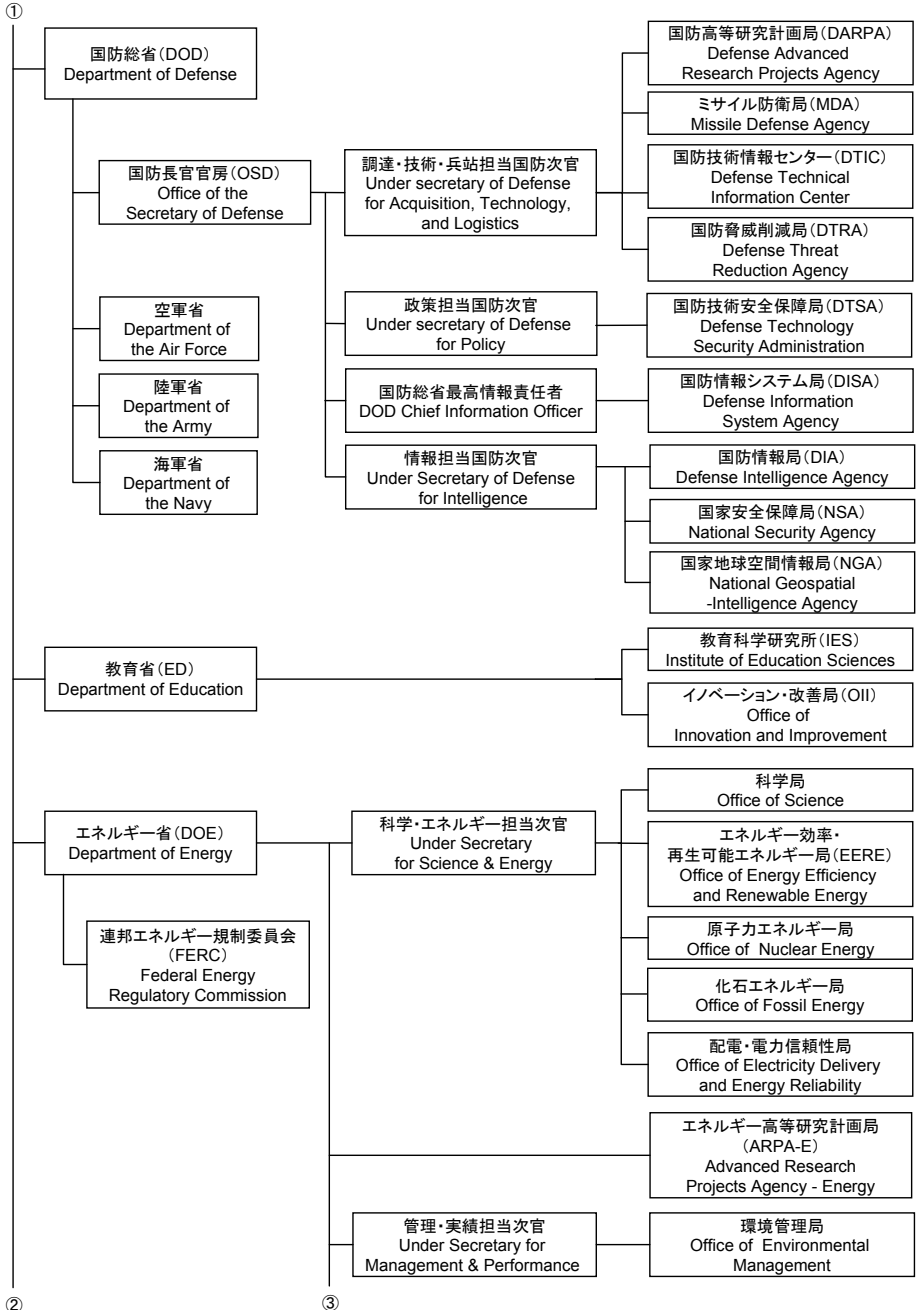 ①
国防総省(DOD)
Department of Defense
国防長官官房(OSD)
Office of the
Secretary of Defense
空軍省
Department of
the Air Force
陸軍省
Department of
the Army
海軍省
Department of
the Navy
調達・技術・兵站担当国防次官
Under secretary of Defense
for Acquisition, Technology,
and Logistics
国防高等研究計画局(DARPA)
Defense Advanced
Research Projects Agency
ミサイル防衛局(MDA)
Missile Defense Agency
国防技術情報センター(DTIC)
Defense Technical
Information Center
国防脅威削減局(DTRA)
Defense Threat
Reduction Agency
政策担当国防次官
Under secretary of Defense
for Policy
国防技術安全保障局(DTSA)
Defense Technology
Security Administration
国防総省最高情報責任者
DOD Chief Information Officer
国防情報システム局(DISA)
Defense Information
System Agency
情報担当国防次官
Under Secretary of Defense
for Intelligence
国防情報局(DIA)
Defense Intelligence Agency
国家安全保障局(NSA)
National Security Agency
国家地球空間情報局(NGA)
National Geospatial
-Intelligence Agency
教育省(ED)
Department of Education
教育科学研究所(IES)
Institute of Education Sciences
イノベーション・改善局(OII)
Office of
Innovation and Improvement
エネルギー省(DOE)
Department of Energy
連邦エネルギー規制委員会
(FERC)
Federal Energy
Regulatory Commission
科学・エネルギー担当次官
Under Secretary
for Science & Energy
科学局
Office of Science
エネルギー効率・
再生可能エネルギー局(EERE)
Office of Energy Efficiency
and Renewable Energy
原子力エネルギー局
Office of Nuclear Energy
化石エネルギー局
Office of Fossil Energy
配電・電力信頼性局
Office of Electricity Delivery
and Energy Reliability
エネルギー高等研究計画局
(ARPA-E)
Advanced Research
Projects Agency - Energy
管理・実績担当次官
Under Secretary for
Management & Performance
環境管理局
Office of Environmental
Management
②
③